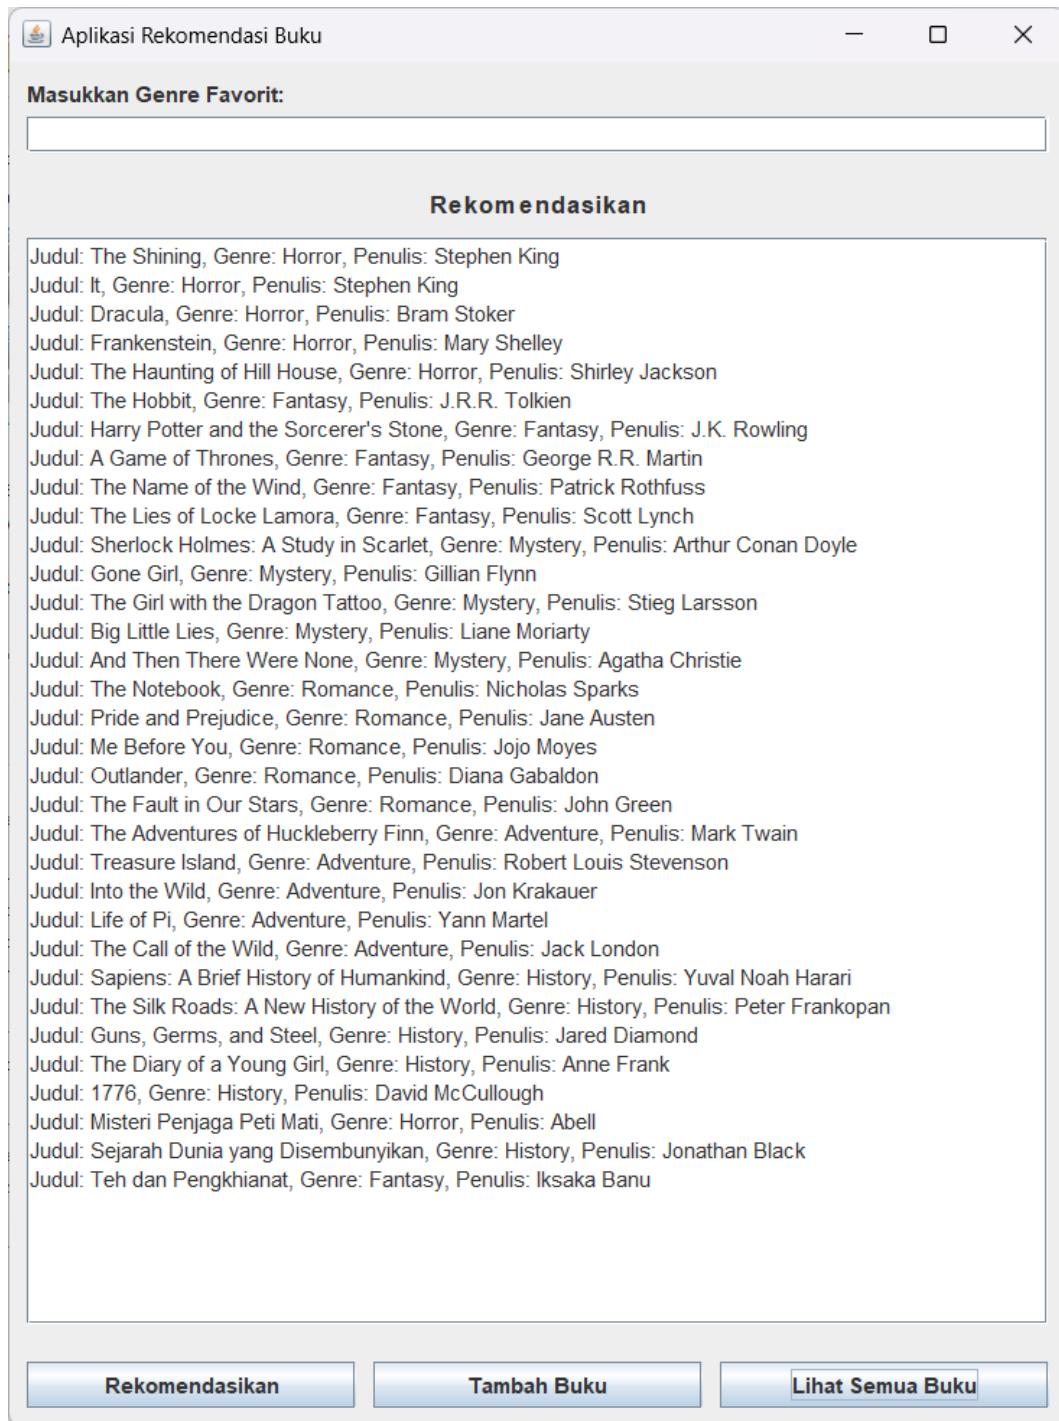 Aplikasi Rekomendasi Buku
Masukkan Genre Favorit:
Rekomendasikan
Judul: The Shining, Genre: Horror, Penulis: Stephen King
Judul: It, Genre: Horror, Penulis: Stephen King
Judul: Dracula, Genre: Horror, Penulis: Bram Stoker
Judul: Frankenstein, Genre: Horror, Penulis: Mary Shelley
Judul: The Haunting of Hill House, Genre: Horror, Penulis: Shirley Jackson
Judul: The Hobbit, Genre: Fantasy, Penulis: J.R.R. Tolkien
Judul: Harry Potter and the Sorcerer's Stone, Genre: Fantasy, Penulis: J.K. Rowling
Judul: A Game of Thrones, Genre: Fantasy, Penulis: George R.R. Martin
Judul: The Name of the Wind, Genre: Fantasy, Penulis: Patrick Rothfuss
Judul: The Lies of Locke Lamora, Genre: Fantasy, Penulis: Scott Lynch
Judul: Sherlock Holmes: A Study in Scarlet, Genre: Mystery, Penulis: Arthur Conan Doyle
Judul: Gone Girl, Genre: Mystery, Penulis: Gillian Flynn
Judul: The Girl with the Dragon Tattoo, Genre: Mystery, Penulis: Stieg Larsson
Judul: Big Little Lies, Genre: Mystery, Penulis: Liane Moriarty
Judul: And Then There Were None, Genre: Mystery, Penulis: Agatha Christie
Judul: The Notebook, Genre: Romance, Penulis: Nicholas Sparks
Judul: Pride and Prejudice, Genre: Romance, Penulis: Jane Austen
Judul: Me Before You, Genre: Romance, Penulis: Jojo Moyes
Judul: Outlander, Genre: Romance, Penulis: Diana Gabaldon
Judul: The Fault in Our Stars, Genre: Romance, Penulis: John Green
Judul: The Adventures of Huckleberry Finn, Genre: Adventure, Penulis: Mark Twain
Judul: Treasure Island, Genre: Adventure, Penulis: Robert Louis Stevenson
Judul: Into the Wild, Genre: Adventure, Penulis: Jon Krakauer
Judul: Life of Pi, Genre: Adventure, Penulis: Yann Martel
Judul: The Call of the Wild, Genre: Adventure, Penulis: Jack London
Judul: Sapiens: A Brief History of Humankind, Genre: History, Penulis: Yuval Noah Harari
Judul: The Silk Roads: A New History of the World, Genre: History, Penulis: Peter Frankopan
Judul: Guns, Germs, and Steel, Genre: History, Penulis: Jared Diamond
Judul: The Diary of a Young Girl, Genre: History, Penulis: Anne Frank
Judul: 1776, Genre: History, Penulis: David McCullough
Judul: Misteri Penjaga Peti Mati, Genre: Horror, Penulis: Abell
Judul: Sejarah Dunia yang Disembunyikan, Genre: History, Penulis: Jonathan Black
Judul: Teh dan Pengkhianat, Genre: Fantasy, Penulis: Iksaka Banu
Rekomendasikan
Tambah Buku
Lihat Semua Buku